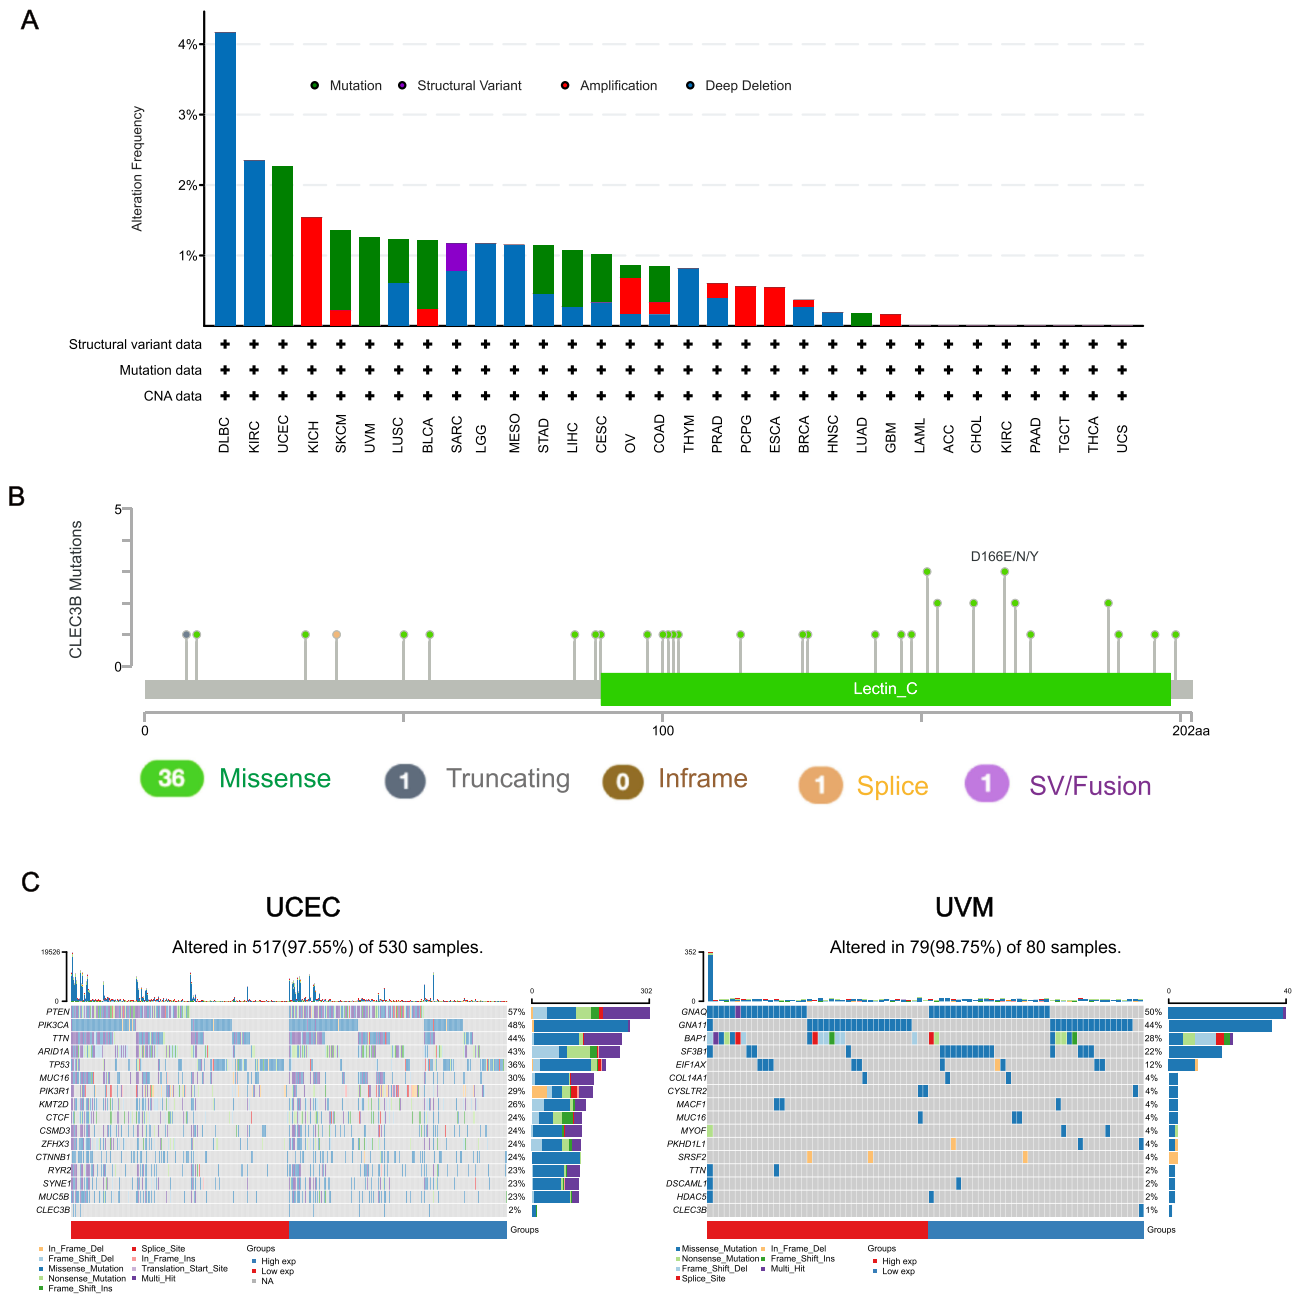 A
4%
3%
2%
1%
Alteration Frequency
Mutation
Structural Variant
Amplification
Deep Deletion
Structural variant data
Mutation data
CNA data
DLBC
KIRC
UCEC
KICH
SKCM
UVM
LUSC
BLCA
SARC
LGG
MESO
STAD
LIHC
CESC
OV
COAD
THYM
PRAD
PCPG
ESCA
BRCA
HNSC
LUAD
GBM
LAML
ACC
CHOL
KIRC
PAAD
TGCT
THCA
UCS
B
CLEC3B Mutations
5
0
D166E/N/Y
Lectin_C
0
100
202aa
36 Missense
1 Truncating
0 Inframe
1 Splice
1 SV/Fusion
C
UCEC
Altered in 517(97.55%) of 530 samples.
19526
0
0
302
PTEN 57%
PIK3CA 48%
TTN 44%
ARID1A 43%
TP53 36%
MUC16 30%
PIK3R1 29%
KMT2D 26%
CTCF 24%
CSMD3 24%
ZFHX3 24%
CTNNB1 24%
RYR2 23%
SYNE1 23%
MUC5B 23%
CLEC3B 2%
Groups
In_Frame_Del
Frame_Shift_Del
Missense_Mutation
Nonsense_Mutation
Frame_Shift_Ins
Splice_Site
In_Frame_Ins
Translation_Start_Site
Multi_Hit
Groups
High exp
Low exp
NA
UVM
Altered in 79(98.75%) of 80 samples.
352
0
0
40
GNAQ 50%
GNA11 44%
BAP1 28%
SF3B1 22%
EIF1AX 12%
COL14A1 4%
CYSLTR2 4%
MACF1 4%
MUC16 4%
MYOF 4%
PKHD1L1 4%
SRSF2 4%
TTN 2%
DSCAML1 2%
HDAC5 2%
CLEC3B 1%
Groups
Missense_Mutation
Nonsense_Mutation
Frame_Shift_Del
Splice_Site
In_Frame_Del
Frame_Shift_Ins
Multi_Hit
Groups
High exp
Low exp